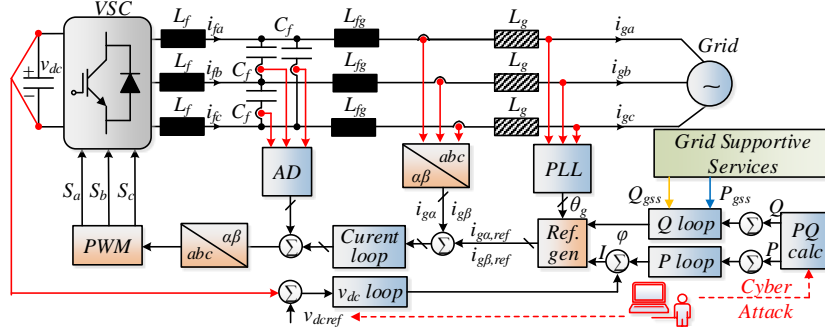 VSC
L_f
i_fa
C_f
L_fg
L_g
i_ga
Grid
+
v_dc
−
L_f
i_fb
C_f
L_fg
L_g
i_gb
~
L_f
i_fc
C_f
L_fg
L_g
i_gc
S_a
S_b
S_c
AD
abc
αβ
PLL
Grid Supportive
Services
i_gα
i_gβ
θ_g
Q_gss
P_gss
PWM
αβ
abc
Σ
Curent
loop
Σ
i_gα,ref
i_gβ,ref
Ref.
gen
φ
I
Σ
Q loop
Σ
Q
P loop
Σ
P
PQ
calc
Σ
v_dc loop
v_dcref
Cyber
Attack